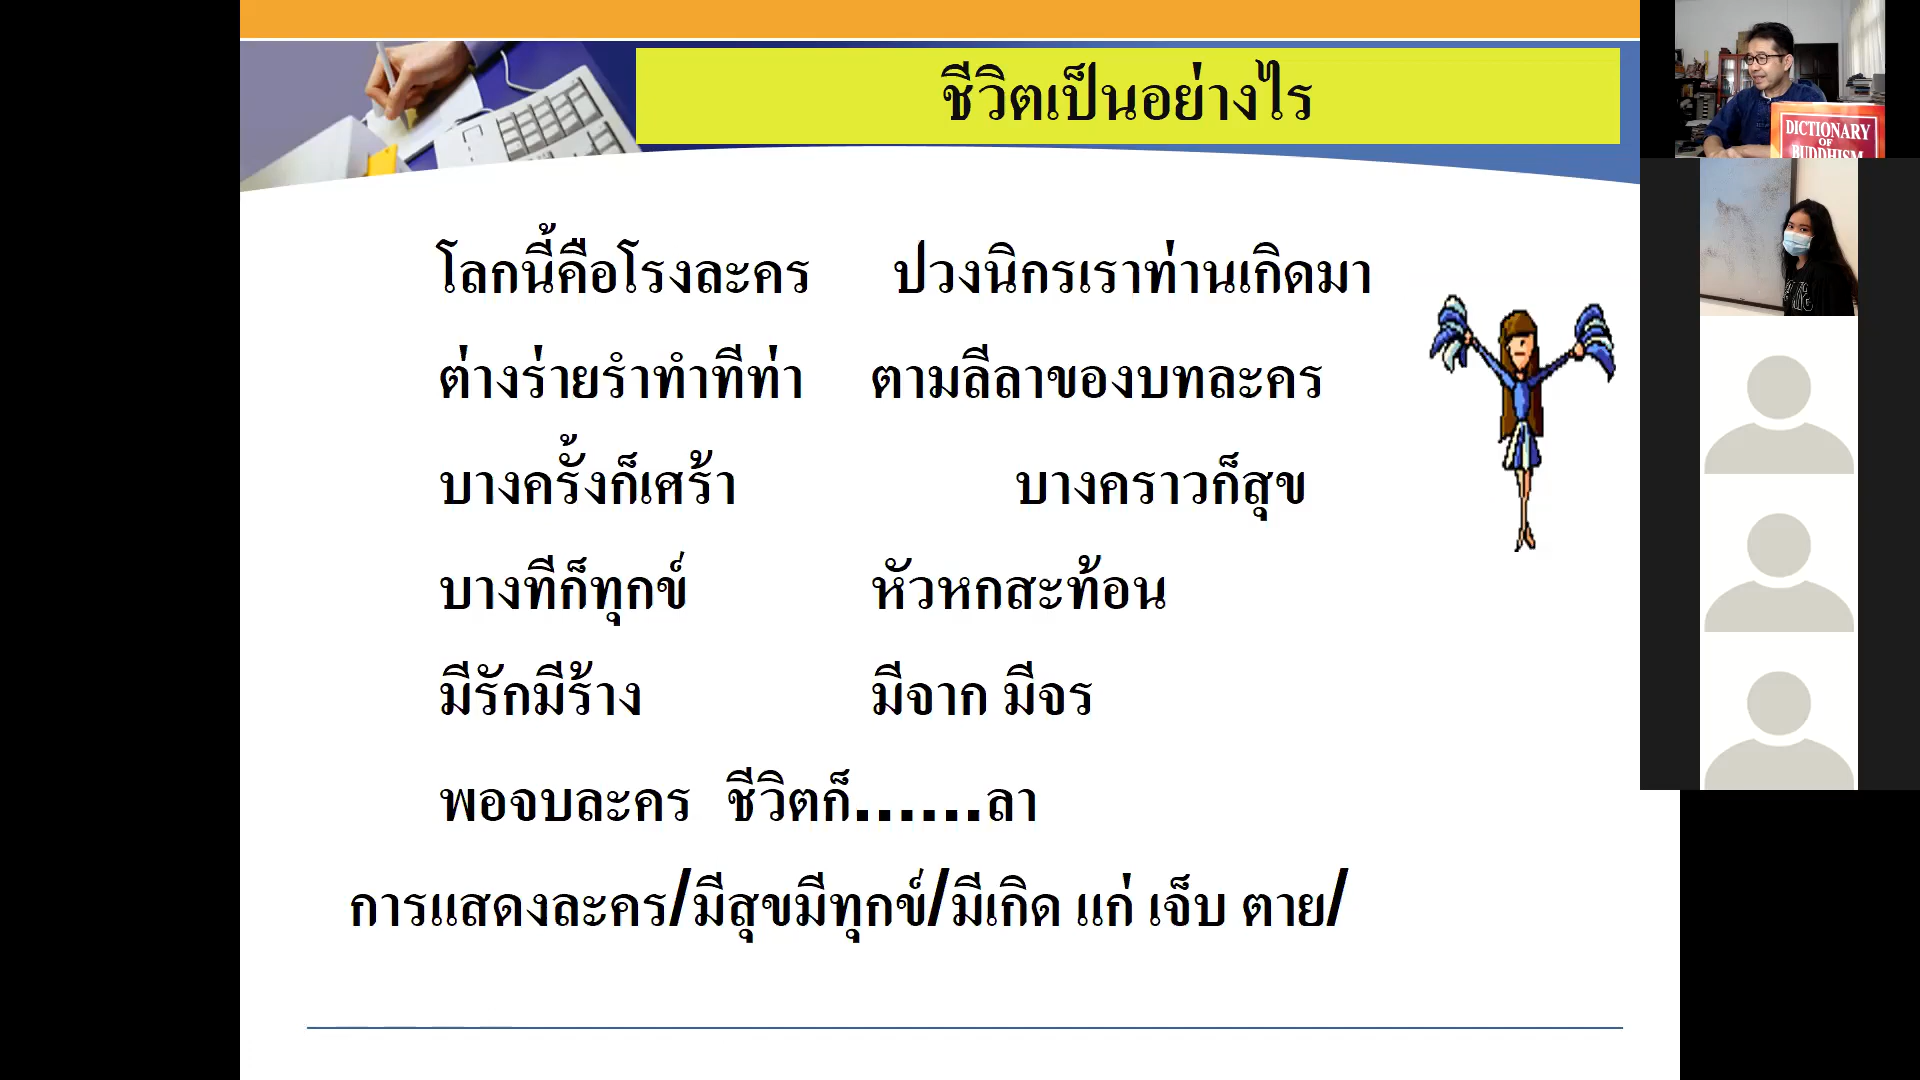 ชีวิตเป็นอย่างไร
โลกนี้คือโรงละคร ปวงนิกรเราท่านเกิดมา
ต่างร่ายรำทำทีท่า ตามลีลาของบทละคร
บางครั้งก็เศร้า บางคราวก็สุข
บางทีก็ทุกข์ หัวหกสะท้อน
มีรักมีร้าง มีจาก มีจร
พอจบละคร ชีวิตก็......ลา
การแสดงละคร/มีสุขมีทุกข์/มีเกิด แก่ เจ็บ ตาย/
DICTIONARY
OF
BUDDHISM